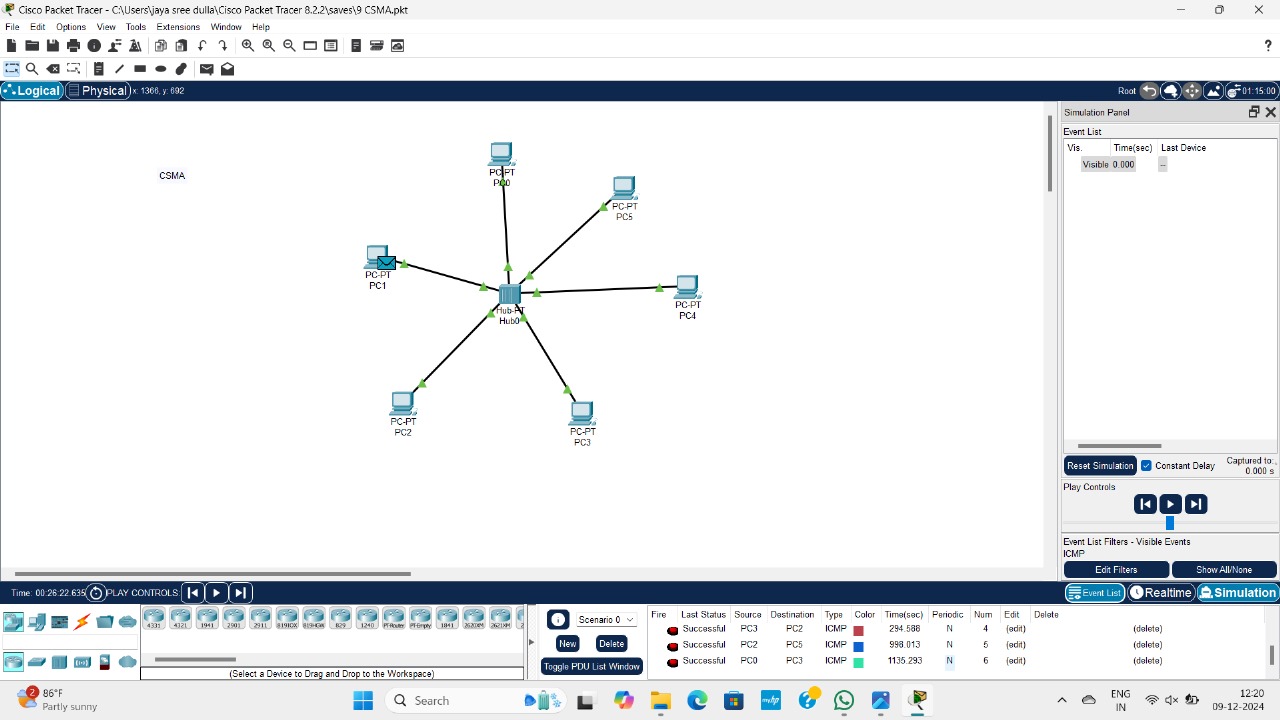 Cisco Packet Tracer - C:\Users\jaya sree dulla\Cisco Packet Tracer 8.2.2\saves\9 CSMA.pkt
File Edit Options View Tools Extensions Window Help
Logical Physical x: 1366, y: 692 Root 01:15:00
CSMA
PC-PT
PC0
PC-PT
PC5
PC-PT
PC1
PC-PT
PC4
Hub-PT
Hub0
PC-PT
PC2
PC-PT
PC3
Simulation Panel
Event List
Vis. Time(sec) Last Device
Visible 0.000 --
Reset Simulation Constant Delay Captured to:
0.000 s
Play Controls
Event List Filters - Visible Events
ICMP
Edit Filters Show All/None
Time: 00:26:22.635 PLAY CONTROLS: Event List Realtime Simulation
4331 4321 1941 2901 2911 819IOX 819HGW 829 1240 PT-Router PT-Empty 1841 2620XM 2621XM
(Select a Device to Drag and Drop to the Workspace)
Scenario 0
New Delete
Toggle PDU List Window
Fire Last Status Source Destination Type Color Time(sec) Periodic Num Edit Delete
Successful PC3 PC2 ICMP 294.588 N 4 (edit) (delete)
Successful PC2 PC5 ICMP 998.013 N 5 (edit) (delete)
Successful PC0 PC3 ICMP 1135.293 N 6 (edit) (delete)
2
86°F
Partly sunny
Search
ENG
IN
12:20
09-12-2024